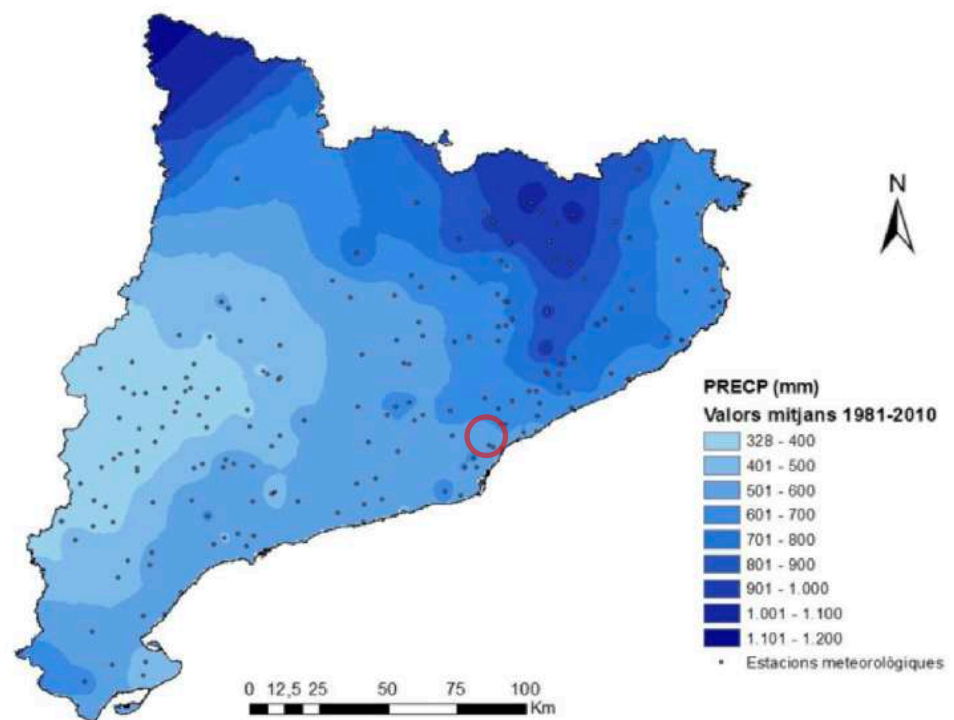 N
PRECP (mm)
Valors mitjans 1981-2010
328 - 400
401 - 500
501 - 600
601 - 700
701 - 800
801 - 900
901 - 1.000
1.001 - 1.100
1.101 - 1.200
Estacions meteorològiques
0 12,5 25 50 75 100
Km